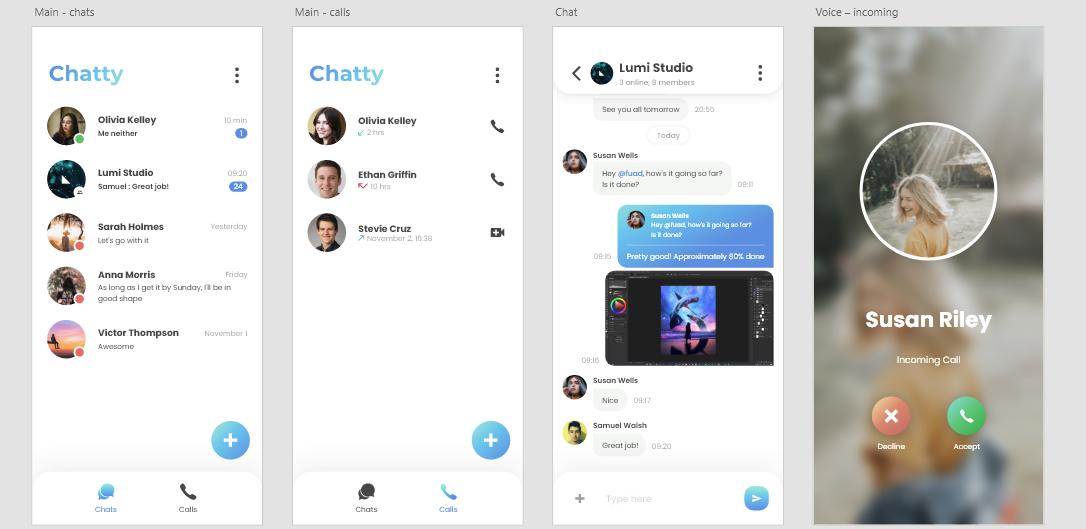 Main - chats
Chatty
Olivia Kelley
10 min
Me neither
1
Lumi Studio
09:20
Samuel : Great job!
24
Sarah Holmes
Yesterday
Let's go with it
Anna Morris
Friday
As long as I get it by Sunday, I'll be in
good shape
Victor Thompson
November 1
Awesome
Chats
Calls
Main - calls
Chatty
Olivia Kelley
2 hrs
Ethan Griffin
10 hrs
Stevie Cruz
November 2, 16:38
Chats
Calls
Chat
Lumi Studio
3 online, 8 members
See you all tomorrow
20:55
Today
Susan Wells
Hey @fuad, how's it going so far?
Is it done?
09:11
Susan Wells
Hey @fuad, how's it going so far?
Is it done?
09:15
Pretty good! Approximately 80% done
09:16
Susan Wells
Nice
09:17
Samuel Walsh
Great job!
09:20
Type here
Voice – incoming
Susan Riley
Incoming Call
Decline
Accept